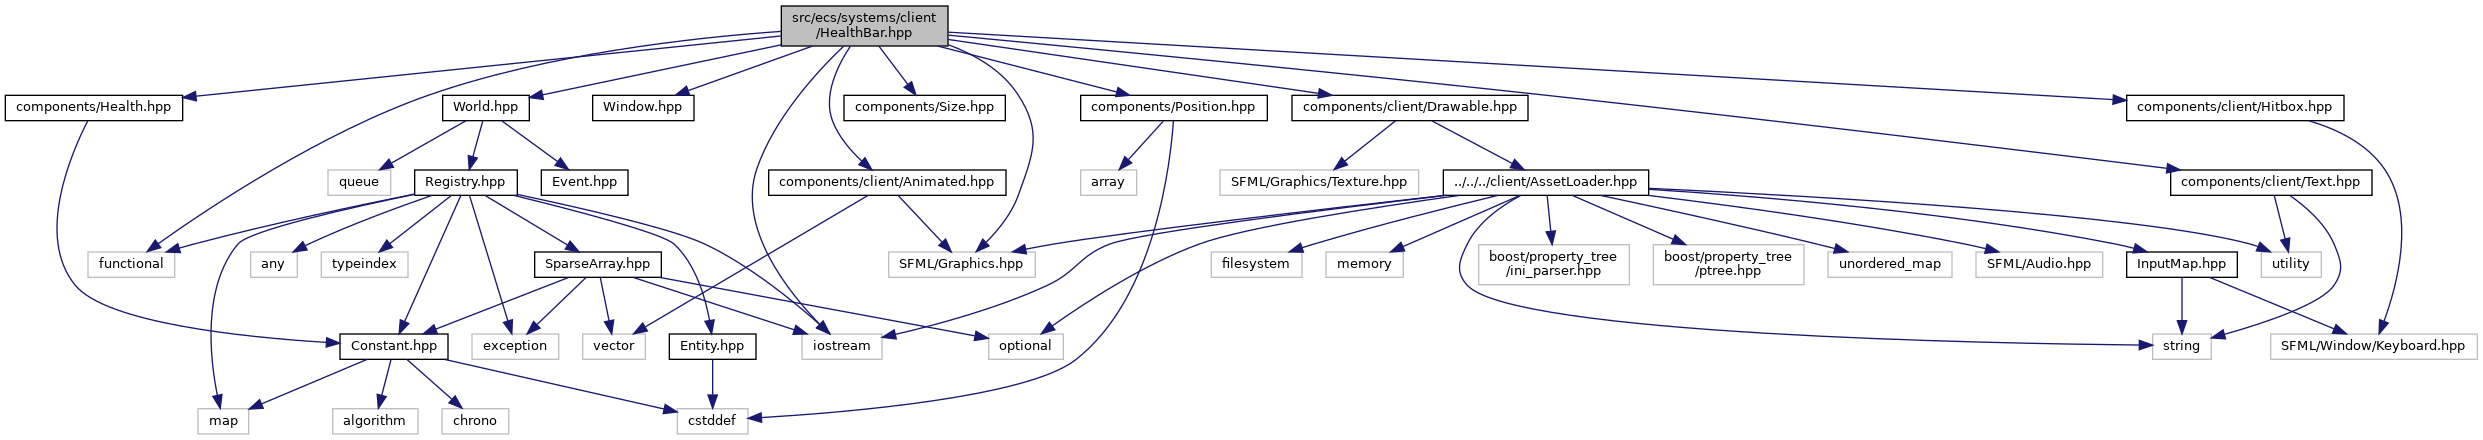 src/ecs/systems/client
/HealthBar.hpp
components/Health.hpp
World.hpp
Window.hpp
components/Size.hpp
components/Position.hpp
components/client/Drawable.hpp
components/client/Hitbox.hpp
queue
Registry.hpp
Event.hpp
components/client/Animated.hpp
array
SFML/Graphics/Texture.hpp
../../../client/AssetLoader.hpp
components/client/Text.hpp
functional
any
typeindex
SparseArray.hpp
SFML/Graphics.hpp
filesystem
memory
boost/property_tree
/ini_parser.hpp
boost/property_tree
/ptree.hpp
unordered_map
SFML/Audio.hpp
InputMap.hpp
utility
Constant.hpp
exception
vector
Entity.hpp
iostream
optional
string
SFML/Window/Keyboard.hpp
map
algorithm
chrono
cstddef